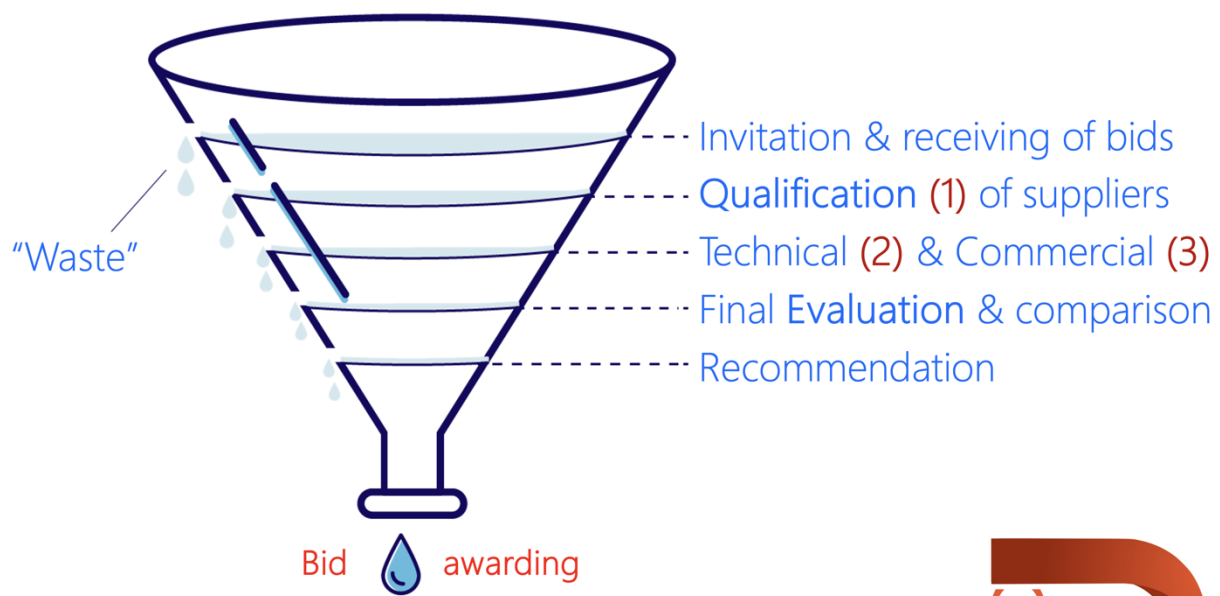 Invitation & receiving of bids
Qualification (1) of suppliers
"Waste"
Technical (2) & Commercial (3)
Final Evaluation & comparison
Recommendation
Bid awarding